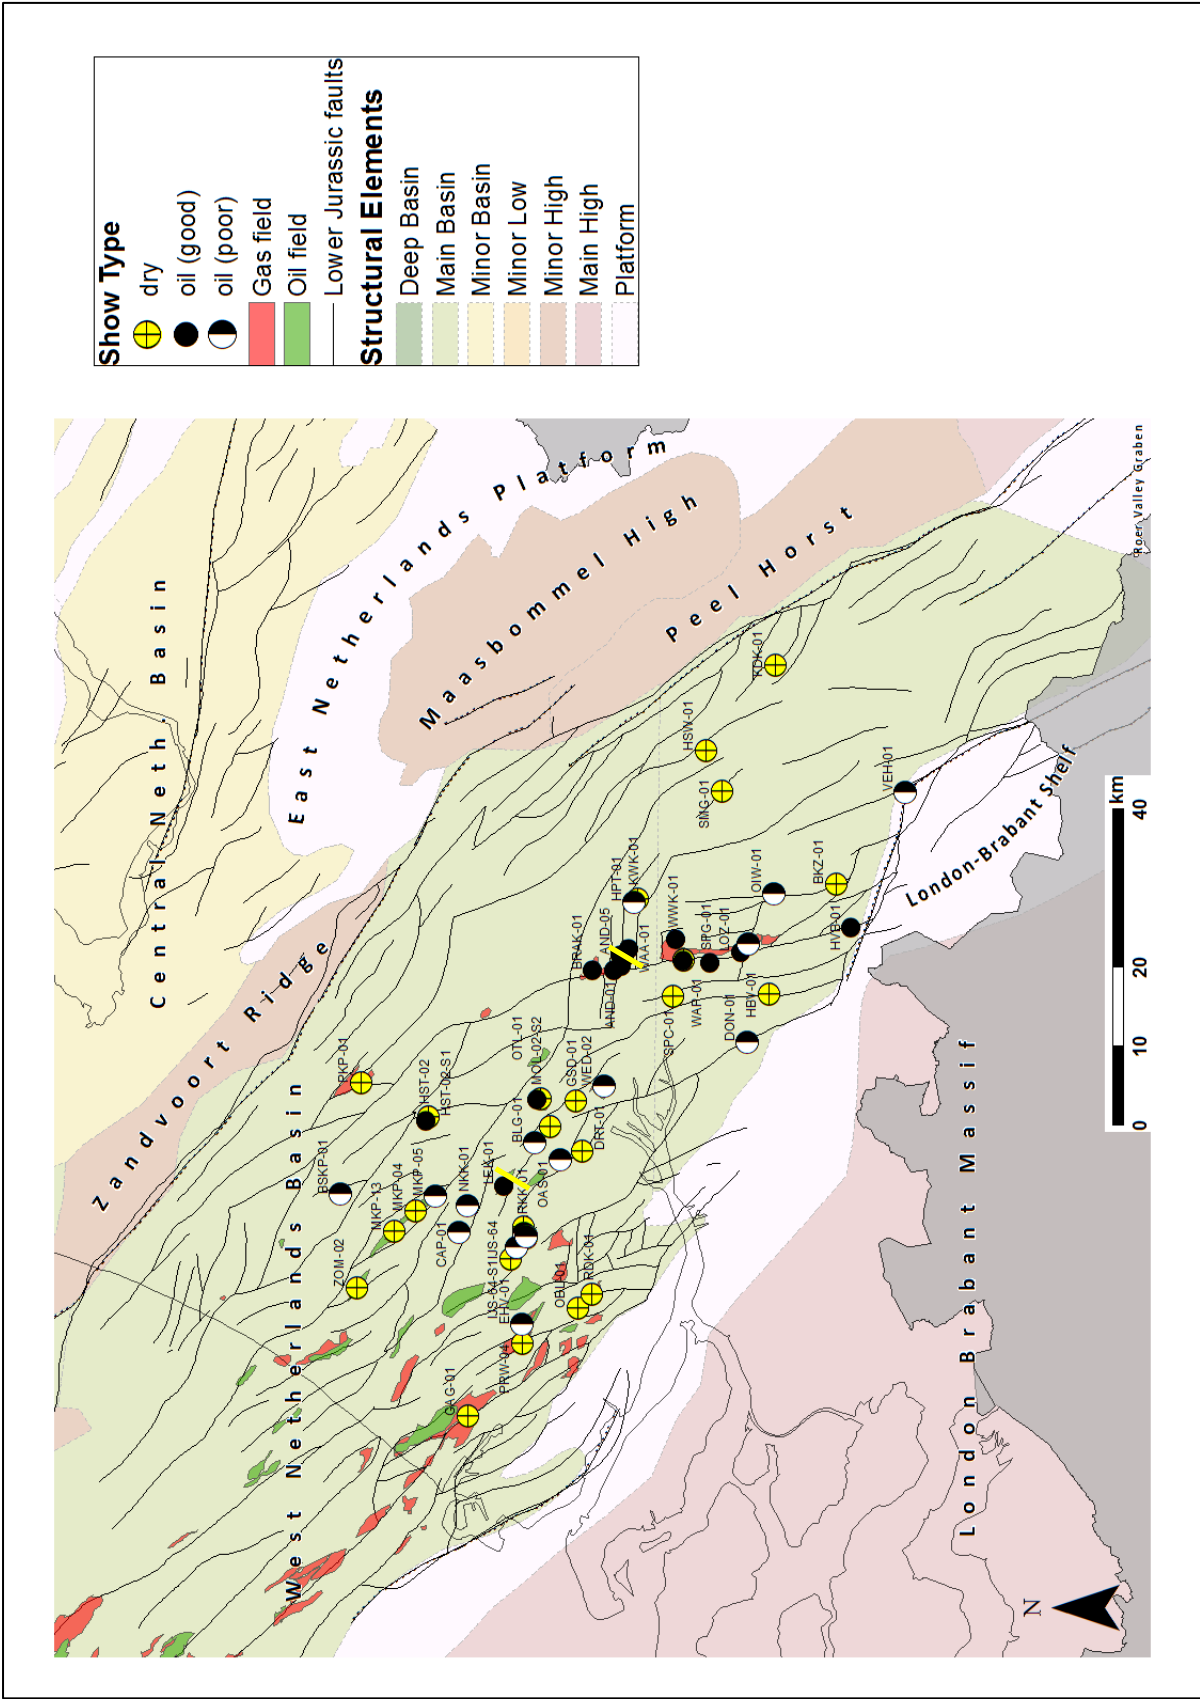 Show Type
dry
oil (good)
oil (poor)
Gas field
Oil field
Lower Jurassic faults
Structural Elements
Deep Basin
Main Basin
Minor Basin
Minor Low
Minor High
Main High
Platform
Central Neth. Basin
Zandvoort Ridge
West Netherlands Basin
East Netherlands Platform
Maasbommel High
Peel Horst
Roer Valley Graben
London-Brabant Shelf
London Brabant Massif
PKP-01
BSKP-01
HST-02
HST-02-S1
ZOM-02
MKP-13
MKP-04
MKP-05
NKK-01
CAP-01
LEK-01
RKK-01
IJS-64-S1
IJS-64
EHV-01
PRW-04
GAG-01
OBL-01
RDK-01
OAS-01
BLG-01
OTL-01
MOL-02-S2
GSD-01
WED-02
DRT-01
BRAK-01
AND-05
AND-01
WAA-01
HPT-01
KWK-01
WWK-01
SPG-01
LOZ-01
SPC-01
WAP-01
DON-01
HBV-01
OIW-01
BKZ-01
HVB-01
VEH-01
SMG-01
HSW-01
KDK-01
N
0 10 20 40
km